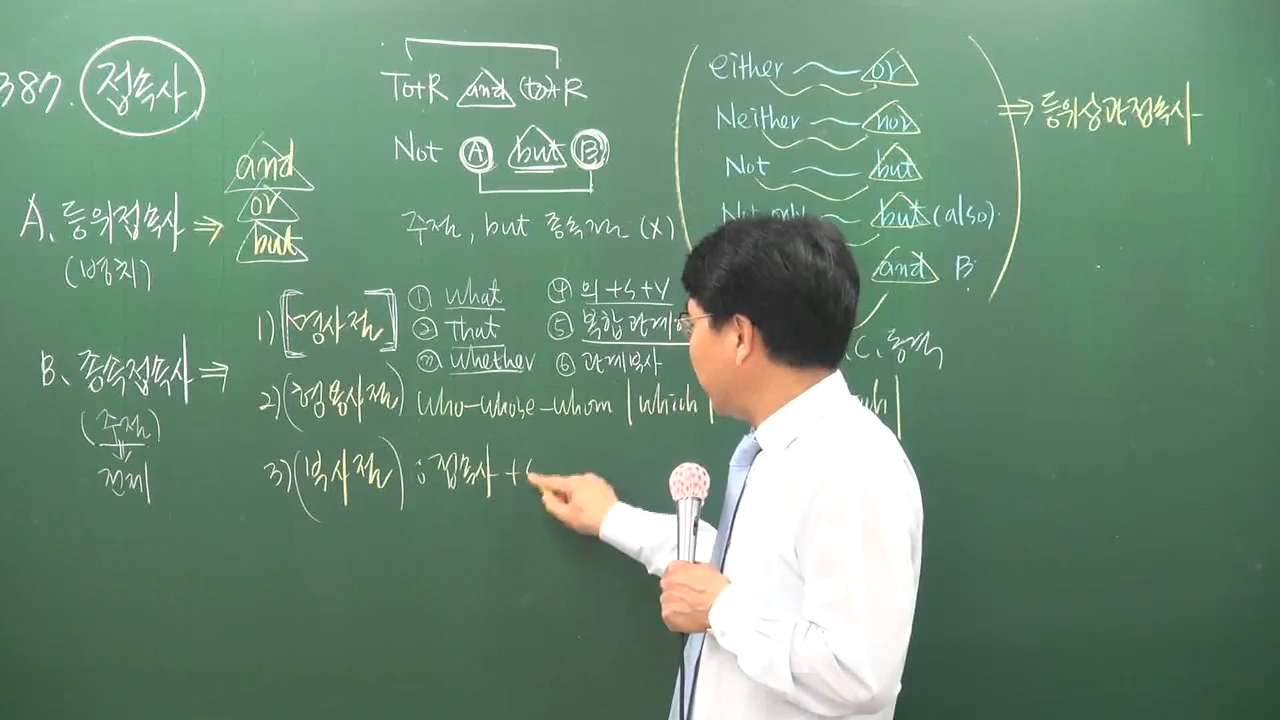 387. 접속사
To+R and (to)+R
Not A but B
주절, but 종속절 (X)
either or
Neither nor
Not but
Not only but (also)
and B
⇒ 등위상관접속사
A. 등위접속사 ⇒
(병치)
and
or
but
B. 종속접속사 ⇒
(주절)
전제
1) [명사절]
① What
② That
③ Whether
④ 의+S+V
⑤ 복합관계
⑥ 관계부사
2) (형용사절) who-whose-whom | which |
3) (부사절) : 접속사 +